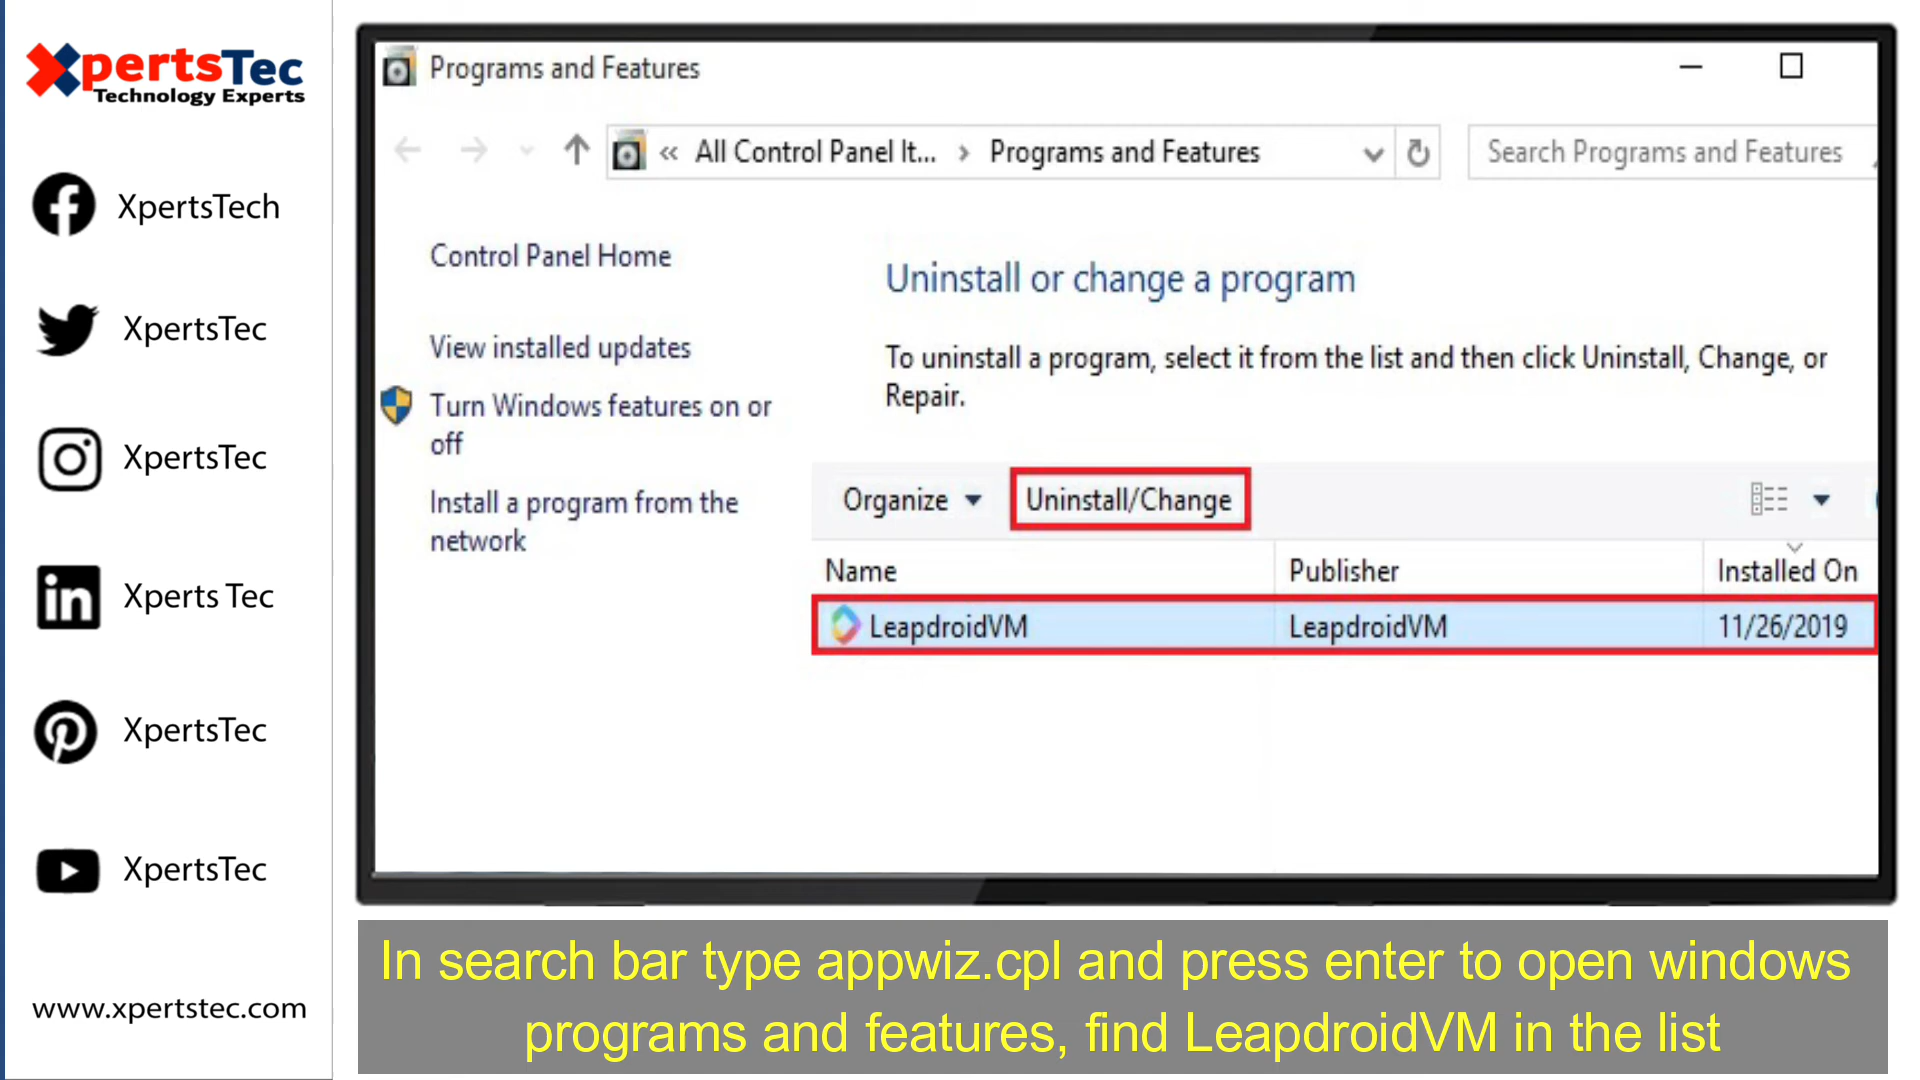 XpertsTec
Technology Experts
XpertsTech
XpertsTec
XpertsTec
Xperts Tec
XpertsTec
XpertsTec
www.xpertstec.com
Programs and Features
« All Control Panel It... › Programs and Features
Search Programs and Features
Control Panel Home
View installed updates
Turn Windows features on or
off
Install a program from the
network
Uninstall or change a program
To uninstall a program, select it from the list and then click Uninstall, Change, or
Repair.
Organize Uninstall/Change
Name Publisher Installed On
LeapdroidVM LeapdroidVM 11/26/2019
In search bar type appwiz.cpl and press enter to open windows
programs and features, find LeapdroidVM in the list